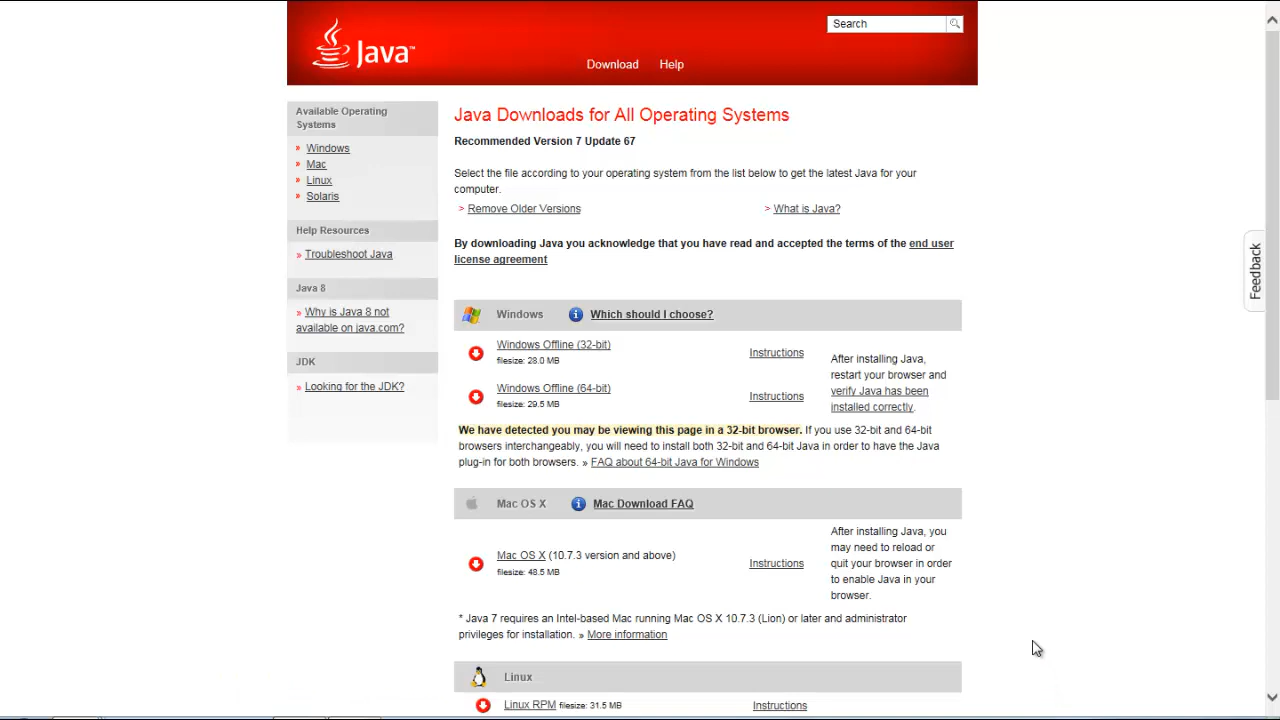 Java™
Search
Download
Help
Available Operating
Systems
Windows
Mac
Linux
Solaris
Help Resources
Troubleshoot Java
Java 8
Why is Java 8 not
available on java.com?
JDK
Looking for the JDK?
Java Downloads for All Operating Systems
Recommended Version 7 Update 67
Select the file according to your operating system from the list below to get the latest Java for your
computer.
> Remove Older Versions
> What is Java?
By downloading Java you acknowledge that you have read and accepted the terms of the end user
license agreement
Windows
Which should I choose?
Windows Offline (32-bit)
filesize: 28.0 MB
Instructions
Windows Offline (64-bit)
filesize: 29.5 MB
Instructions
After installing Java,
restart your browser and
verify Java has been
installed correctly.
We have detected you may be viewing this page in a 32-bit browser. If you use 32-bit and 64-bit
browsers interchangeably, you will need to install both 32-bit and 64-bit Java in order to have the Java
plug-in for both browsers. » FAQ about 64-bit Java for Windows
Mac OS X
Mac Download FAQ
Mac OS X (10.7.3 version and above)
filesize: 48.5 MB
Instructions
After installing Java, you
may need to reload or
quit your browser in order
to enable Java in your
browser.
* Java 7 requires an Intel-based Mac running Mac OS X 10.7.3 (Lion) or later and administrator
privileges for installation. » More information
Linux
Linux RPM filesize: 31.5 MB
Instructions
Feedback